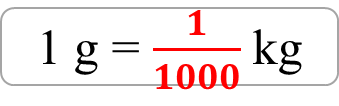 1 g = 1/1000 kg